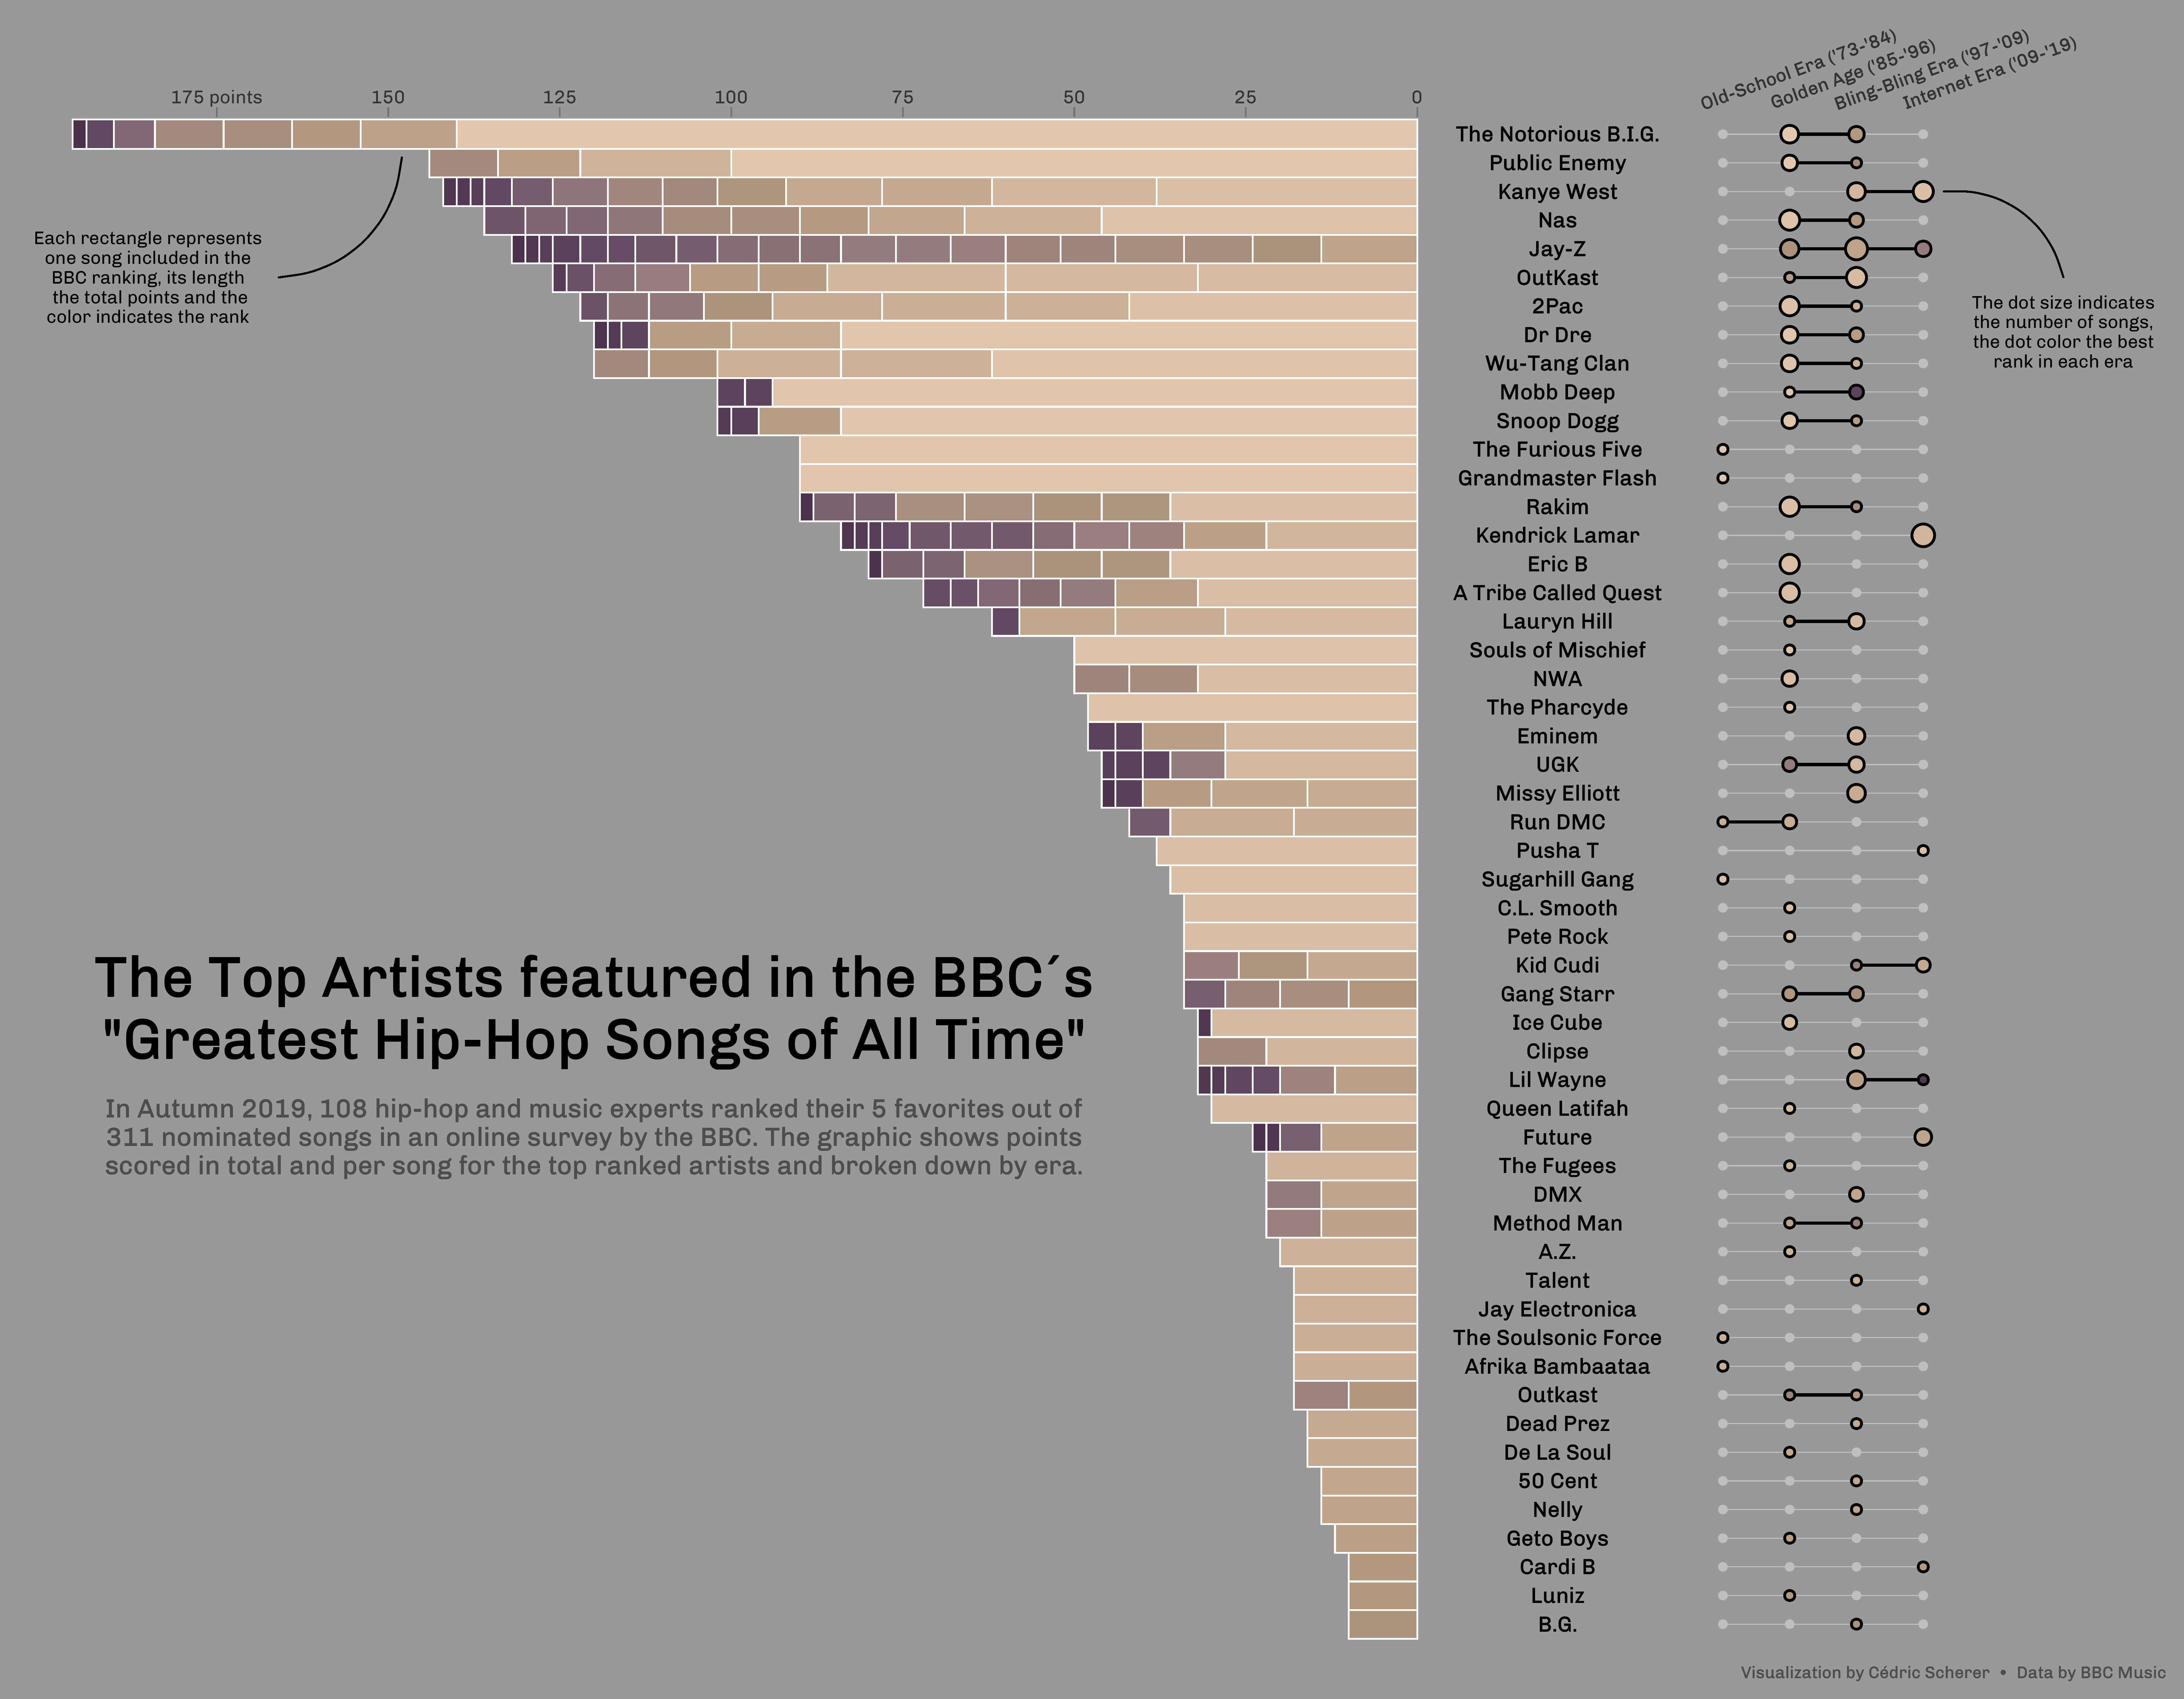 Old-School Era ('73-'84)
Golden Age ('85-'96)
Bling-Bling Era ('97-'09)
Internet Era ('09-'19)
175 points
150
125
100
75
50
25
0
Each rectangle represents
one song included in the
BBC ranking, its length
the total points and the
color indicates the rank
The Notorious B.I.G.
Public Enemy
Kanye West
Nas
Jay-Z
OutKast
2Pac
Dr Dre
Wu-Tang Clan
Mobb Deep
Snoop Dogg
The Furious Five
Grandmaster Flash
Rakim
Kendrick Lamar
Eric B
A Tribe Called Quest
Lauryn Hill
Souls of Mischief
NWA
The Pharcyde
Eminem
UGK
Missy Elliott
Run DMC
Pusha T
Sugarhill Gang
C.L. Smooth
Pete Rock
Kid Cudi
Gang Starr
Ice Cube
Clipse
Lil Wayne
Queen Latifah
Future
The Fugees
DMX
Method Man
A.Z.
Talent
Jay Electronica
The Soulsonic Force
Afrika Bambaataa
Outkast
Dead Prez
De La Soul
50 Cent
Nelly
Geto Boys
Cardi B
Luniz
B.G.
The dot size indicates
the number of songs,
the dot color the best
rank in each era
The Top Artists featured in the BBC´s
"Greatest Hip-Hop Songs of All Time"
In Autumn 2019, 108 hip-hop and music experts ranked their 5 favorites out of
311 nominated songs in an online survey by the BBC. The graphic shows points
scored in total and per song for the top ranked artists and broken down by era.
Visualization by Cédric Scherer • Data by BBC Music